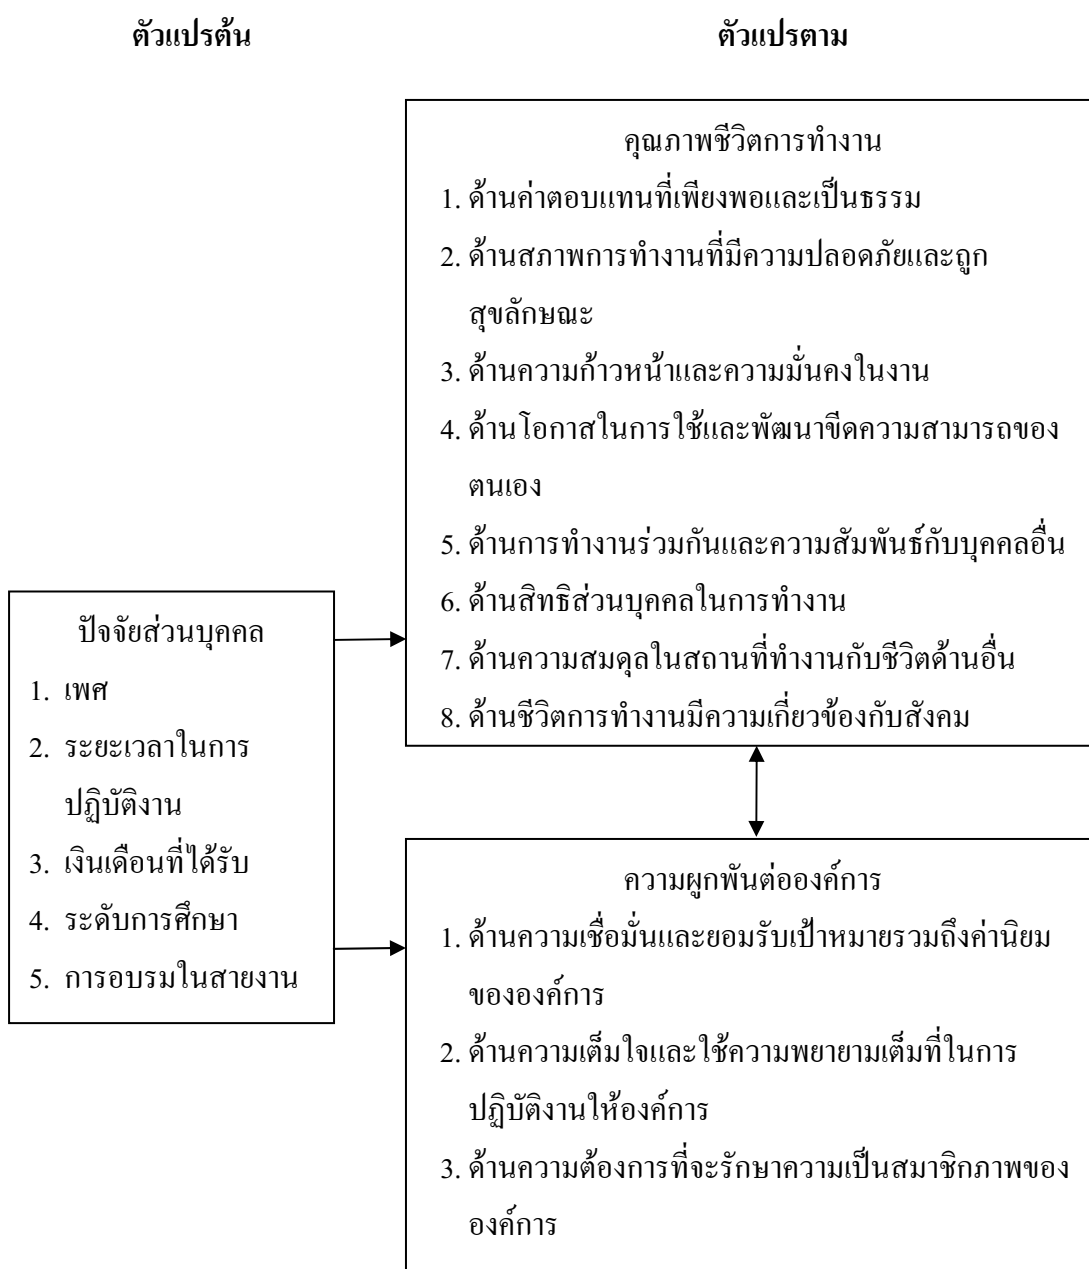 ตัวแปรต้น
ตัวแปรตาม
คุณภาพชีวิตการทำงาน
1. ด้านค่าตอบแทนที่เพียงพอและเป็นธรรม
2. ด้านสภาพการทำงานที่มีความปลอดภัยและถูก
สุขลักษณะ
3. ด้านความก้าวหน้าและความมั่นคงในงาน
4. ด้านโอกาสในการใช้และพัฒนาขีดความสามารถของ
ตนเอง
5. ด้านการทำงานร่วมกันและความสัมพันธ์กับบุคคลอื่น
6. ด้านสิทธิส่วนบุคคลในการทำงาน
7. ด้านความสมดุลในสถานที่ทำงานกับชีวิตด้านอื่น
8. ด้านชีวิตการทำงานมีความเกี่ยวข้องกับสังคม
ปัจจัยส่วนบุคคล
1. เพศ
2. ระยะเวลาในการ
ปฏิบัติงาน
3. เงินเดือนที่ได้รับ
4. ระดับการศึกษา
5. การอบรมในสายงาน
ความผูกพันต่อองค์การ
1. ด้านความเชื่อมั่นและยอมรับเป้าหมายรวมถึงค่านิยม
ขององค์การ
2. ด้านความเต็มใจและใช้ความพยายามเต็มที่ในการ
ปฏิบัติงานให้องค์การ
3. ด้านความต้องการที่จะรักษาความเป็นสมาชิกภาพของ
องค์การ